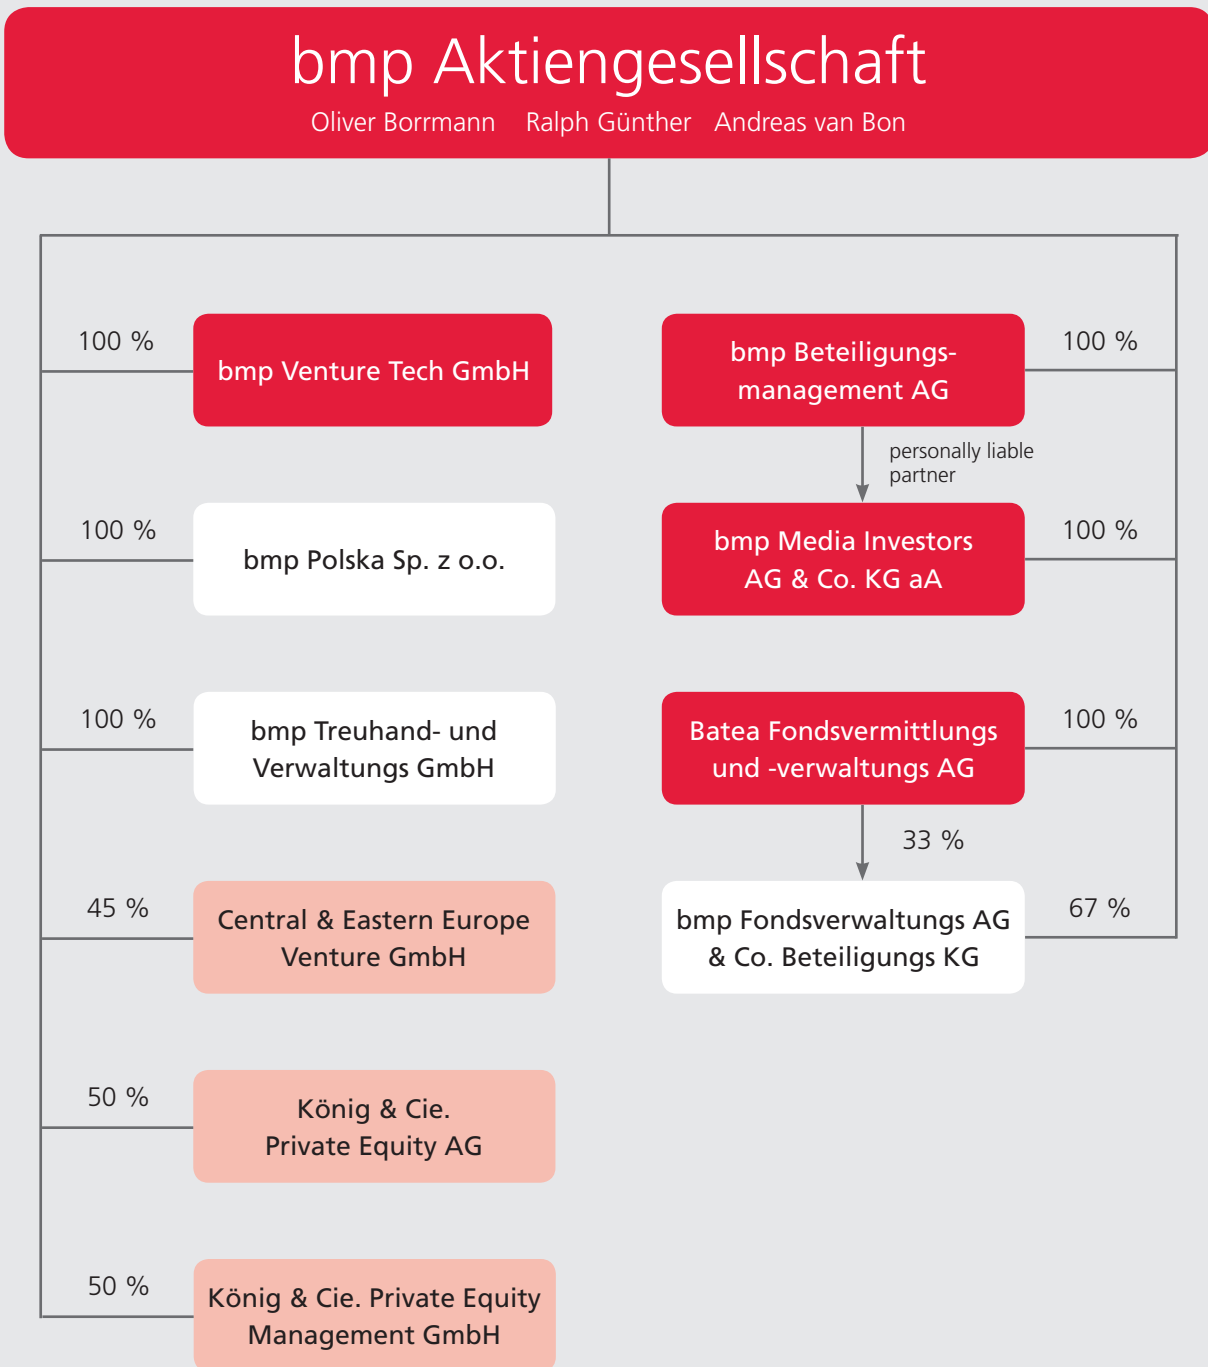 bmp Aktiengesellschaft
Oliver Borrmann Ralph Günther Andreas van Bon
100 %
bmp Venture Tech GmbH
100 %
bmp Polska Sp. z o.o.
100 %
bmp Treuhand- und
Verwaltungs GmbH
45 %
Central & Eastern Europe
Venture GmbH
50 %
König & Cie.
Private Equity AG
50 %
König & Cie. Private Equity
Management GmbH
bmp Beteiligungs-
management AG
100 %
personally liable
partner
bmp Media Investors
AG & Co. KG aA
100 %
Batea Fondsvermittlungs
und -verwaltungs AG
100 %
33 %
bmp Fondsverwaltungs AG
& Co. Beteiligungs KG
67 %